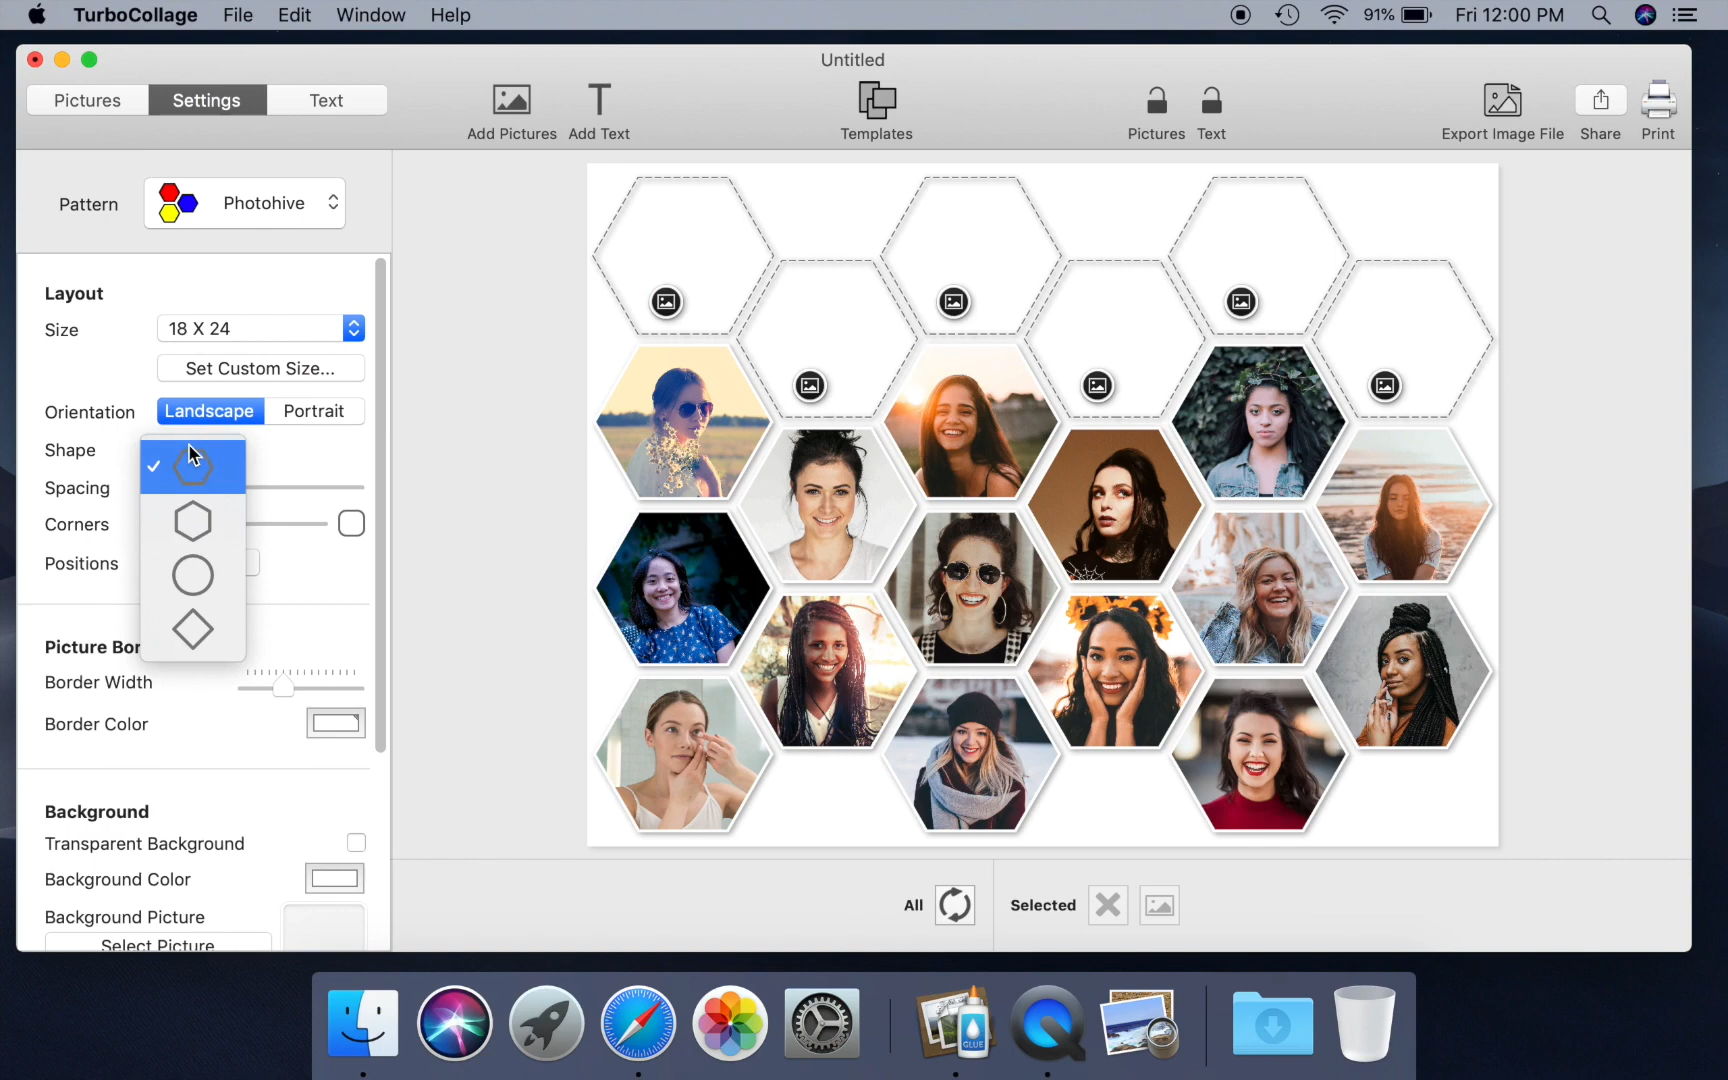 TurboCollage File Edit Window Help 91% Fri 12:00 PM
Untitled
Pictures Settings Text
Add Pictures Add Text Templates Pictures Text Export Image File Share Print
Pattern Photohive
Layout
Size 18 X 24
Set Custom Size...
Orientation Landscape Portrait
Shape
Spacing
Corners
Positions
Picture Bor
Border Width
Border Color
Background
Transparent Background
Background Color
Background Picture
Select Picture
All Selected
GLUE